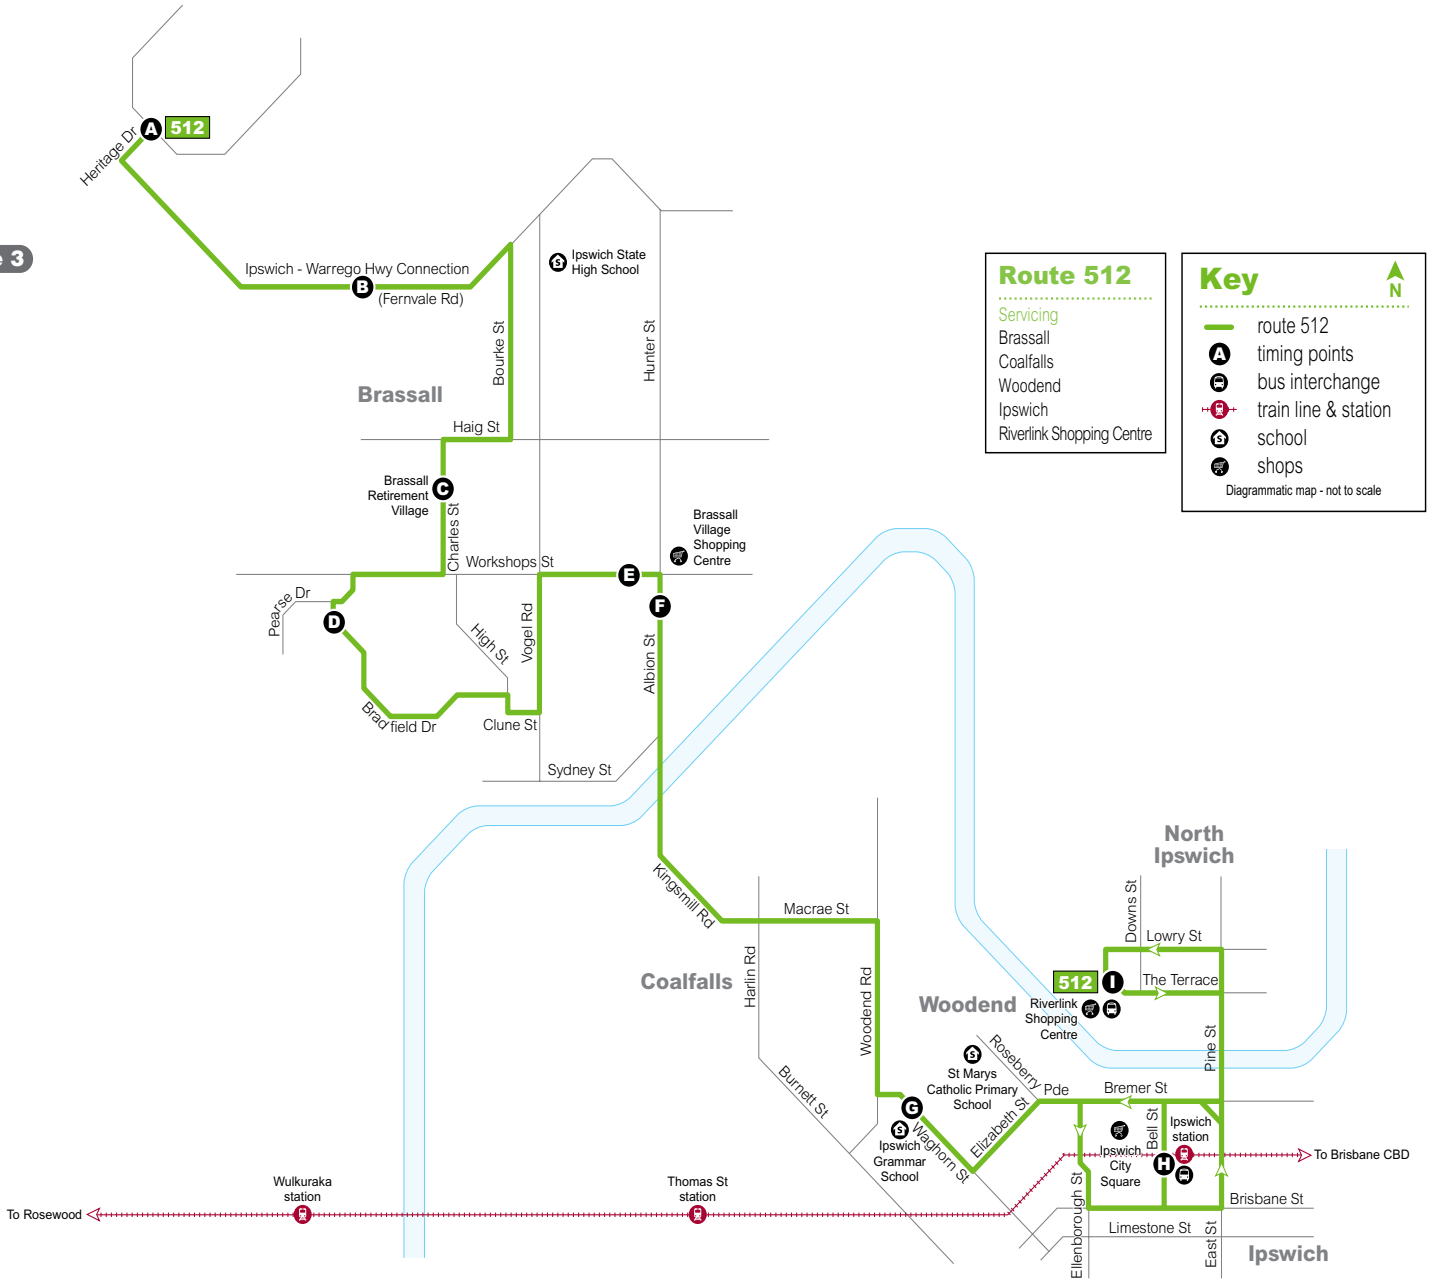 A
512
Heritage Dr
e 3
Ipswich - Warrego Hwy Connection
B
(Fernvale Rd)
Ipswich State
High School
Bourke St
Hunter St
Brassall
Haig St
Brassall
Retirement
Village
C
Charles St
Brassall
Village
Shopping
Centre
Workshops St
E
F
Pearse Dr
D
High St
Vogel Rd
Albion St
Bradfield Dr
Clune St
Sydney St
Route 512
Servicing
Brassall
Coalfalls
Woodend
Ipswich
Riverlink Shopping Centre
Key
N
route 512
A timing points
bus interchange
train line & station
school
shops
Diagrammatic map - not to scale
Kingsmill Rd
Macrae St
Harlin Rd
Coalfalls
Woodend Rd
Burnett St
North
Ipswich
Downs St
Lowry St
512
I
The Terrace
Woodend
Riverlink
Shopping
Centre
Pine St
Roseberry Pde
St Marys
Catholic Primary
School
Bremer St
G
Waghorn St
Elizabeth St
Ipswich
Grammar
School
Bell St
Ipswich
station
Ipswich
City
Square
H
To Brisbane CBD
Ellenborough St
Brisbane St
Limestone St
East St
Ipswich
Wulkuraka
station
Thomas St
station
To Rosewood